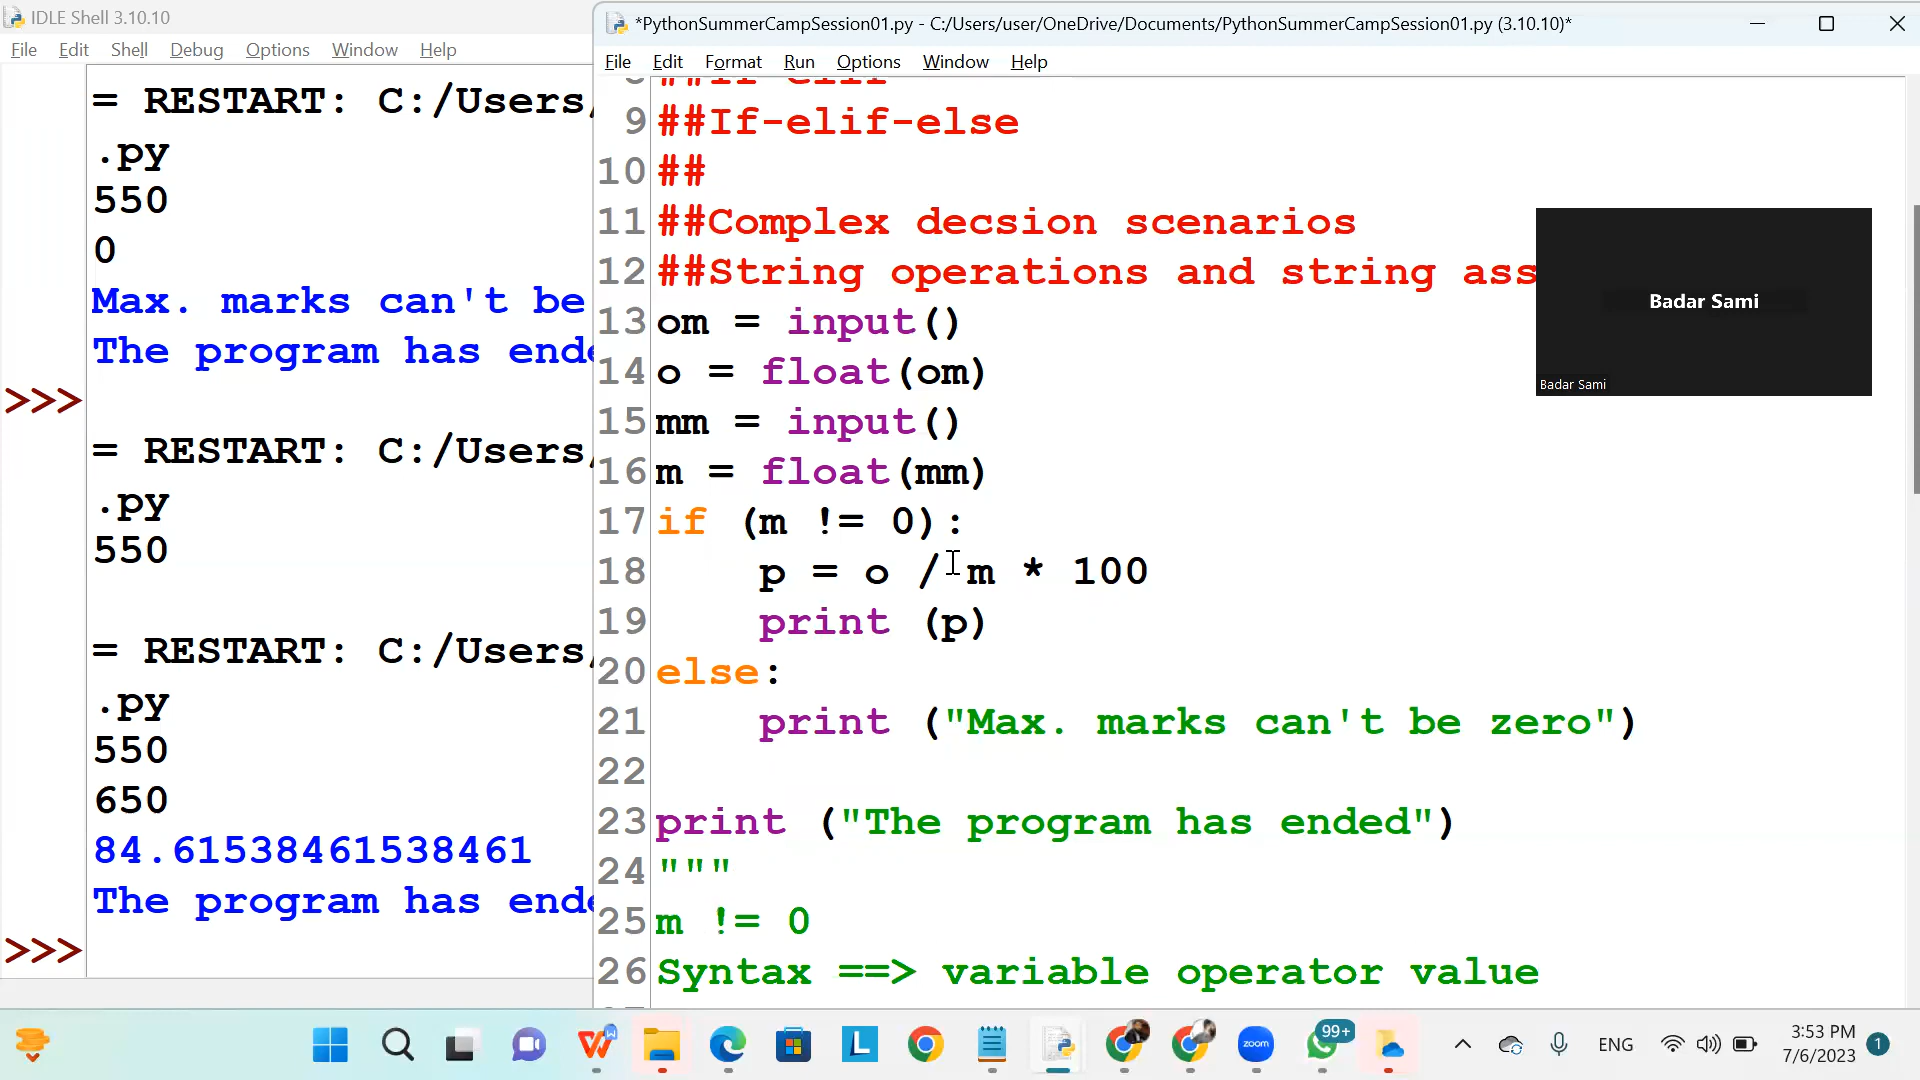 IDLE Shell 3.10.10
File Edit Shell Debug Options Window Help
= RESTART: C:/Users/
.py
550
0
Max. marks can't be
The program has ende
>>>
= RESTART: C:/Users/
.py
550
= RESTART: C:/Users/
.py
550
650
84.61538461538461
The program has ende
>>>
*PythonSummerCampSession01.py - C:/Users/user/OneDrive/Documents/PythonSummerCampSession01.py (3.10.10)*
File Edit Format Run Options Window Help
8 ##If-elif
9 ##If-elif-else
10 ##
11 ##Complex decsion scenarios
12 ##String operations and string ass
13 om = input()
14 o = float(om)
15 mm = input()
16 m = float(mm)
17 if (m != 0):
18     p = o / m * 100
19     print (p)
20 else:
21     print ("Max. marks can't be zero")
22
23 print ("The program has ended")
24 """
25 m != 0
26 Syntax ==> variable operator value
Badar Sami
Badar Sami
W
L
zoom
99+
ENG
3:53 PM
7/6/2023
1